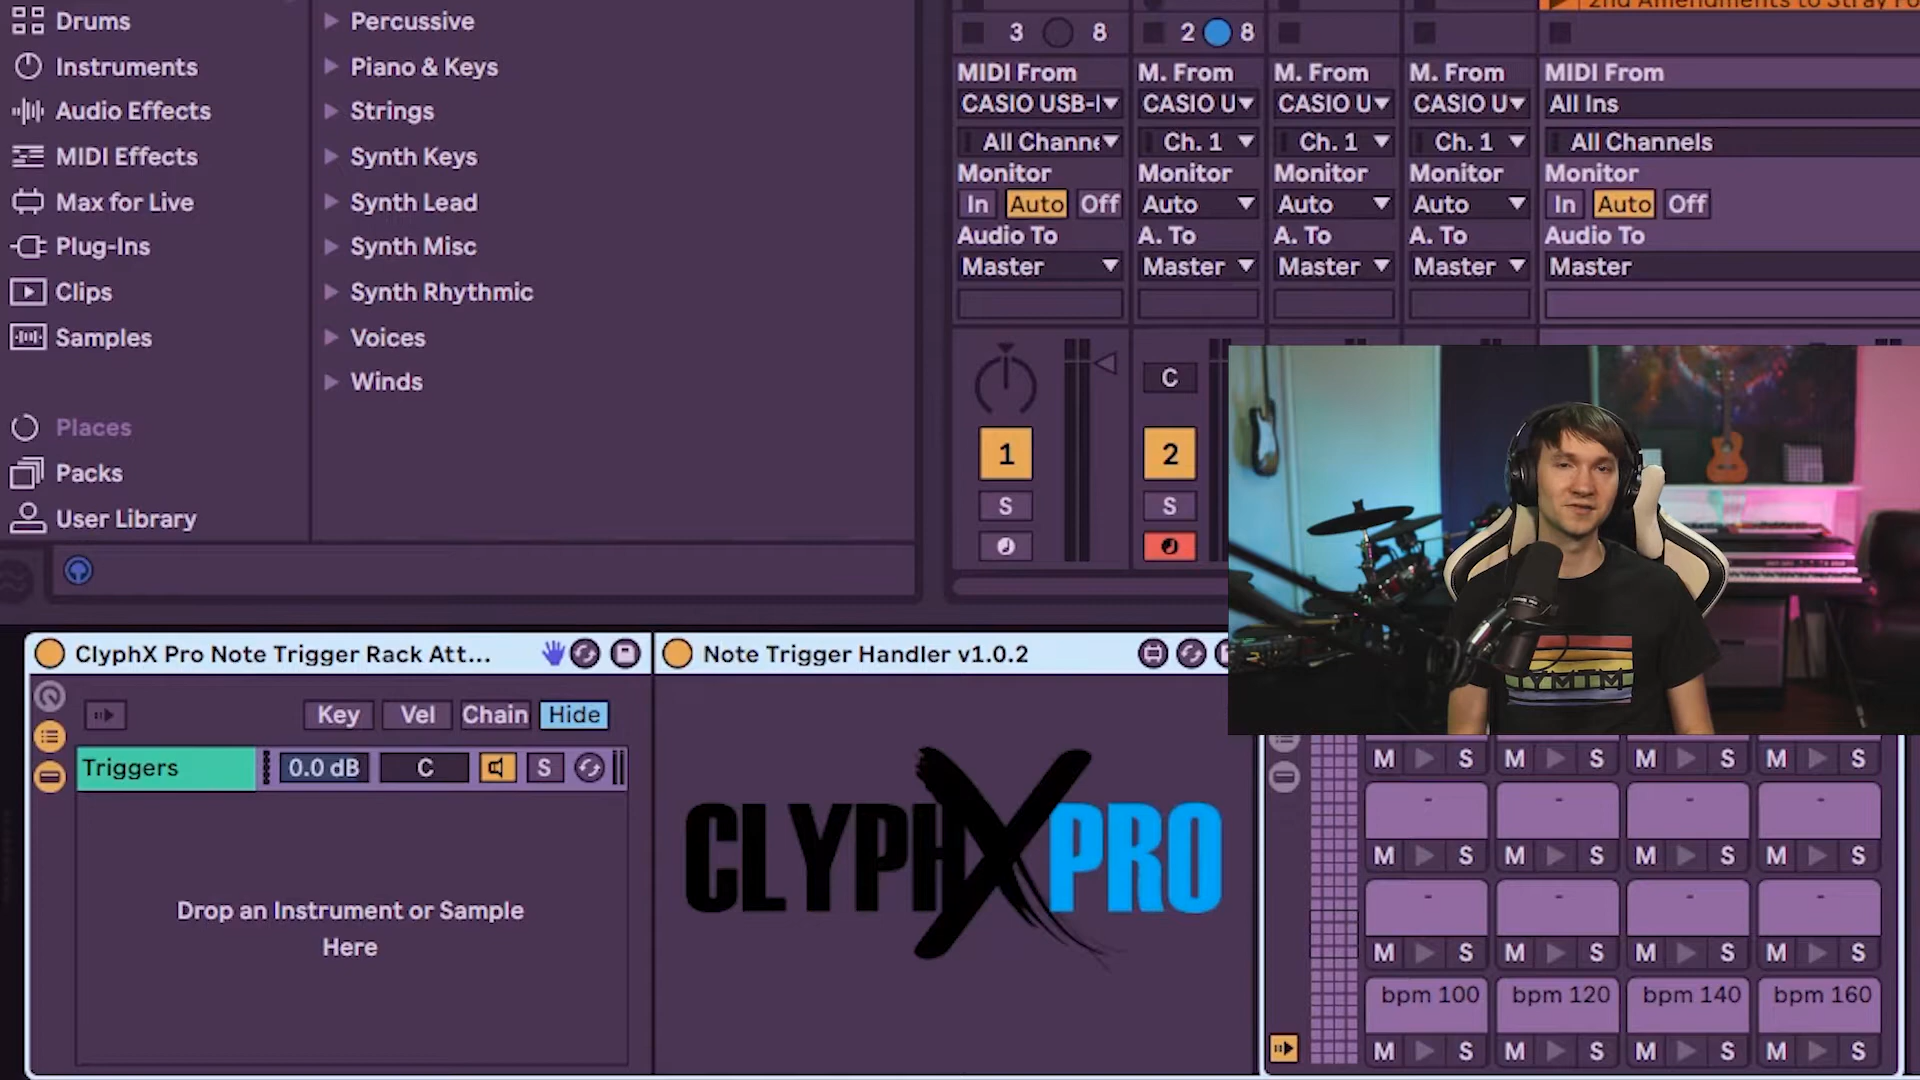 Drums
Instruments
Audio Effects
MIDI Effects
Max for Live
Plug-Ins
Clips
Samples
Places
Packs
User Library
Percussive
Piano & Keys
Strings
Synth Keys
Synth Lead
Synth Misc
Synth Rhythmic
Voices
Winds
2nd Amendments to Stray
3 8 2 8
MIDI From M. From M. From M. From MIDI From
CASIO USB- CASIO U CASIO U CASIO U All Ins
All Channe Ch. 1 Ch. 1 Ch. 1 All Channels
Monitor Monitor Monitor Monitor Monitor
In Auto Off Auto Auto Auto In Auto Off
Audio To A. To A. To A. To Audio To
Master Master Master Master Master
C
1 2
S S
ClyphX Pro Note Trigger Rack Att...
Key Vel Chain Hide
Triggers 0.0 dB C S
Drop an Instrument or Sample
Here
Note Trigger Handler v1.0.2
CLYPHXPRO
M S M S M S M S
- - - -
M S M S M S M S
- - - -
M S M S M S M S
bpm 100 bpm 120 bpm 140 bpm 160
M S M S M S M S